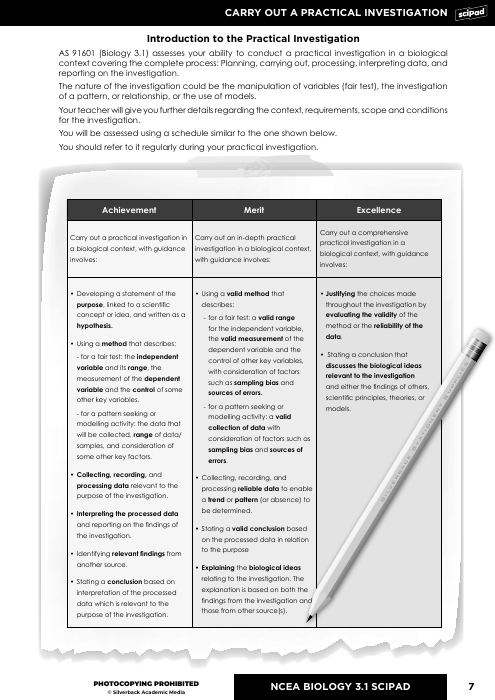 CARRY OUT A PRACTICAL INVESTIGATION
scipad
Introduction to the Practical Investigation
AS 91601 (Biology 3.1) assesses your ability to conduct a practical investigation in a biological
context covering the complete process: Planning, carrying out, processing, interpreting data, and
reporting on the investigation.
The nature of the investigation could be the manipulation of variables (fair test), the investigation
of a pattern, or relationship, or the use of models.
Your teacher will give you further details regarding the context, requirements, scope and conditions
for the investigation.
You will be assessed using a schedule similar to the one shown below.
You should refer to it regularly during your practical investigation.
Achievement
Carry out a practical investigation in
a biological context, with guidance
involves:
• Developing a statement of the
purpose, linked to a scientific
concept or idea, and written as a
hypothesis.
• Using a method that describes:
- for a fair test: the independent
variable and its range, the
measurement of the dependent
variable and the control of some
other key variables.
- for a pattern seeking or
modelling activity: the data that
will be collected, range of data/
samples, and consideration of
some other key factors.
• Collecting, recording, and
processing data relevant to the
purpose of the investigation.
• Interpreting the processed data
and reporting on the findings of
the investigation.
• Identifying relevant findings from
another source.
• Stating a conclusion based on
interpretation of the processed
data which is relevant to the
purpose of the investigation.
Merit
Carry out an in-depth practical
investigation in a biological context,
with guidance involves:
• Using a valid method that
describes:
- for a fair test: a valid range
for the independent variable,
the valid measurement of the
dependent variable and the
control of other key variables,
with consideration of factors
such as sampling bias and
sources of errors.
- for a pattern seeking or
modelling activity: a valid
collection of data with
consideration of factors such as
sampling bias and sources of
errors.
• Collecting, recording, and
processing reliable data to enable
a trend or pattern (or absence) to
be determined.
• Stating a valid conclusion based
on the processed data in relation
to the purpose
• Explaining the biological ideas
relating to the investigation. The
explanation is based on both the
findings from the investigation and
those from other source(s).
Excellence
Carry out a comprehensive
practical investigation in a
biological context, with guidance
involves:
• Justifying the choices made
throughout the investigation by
evaluating the validity of the
method or the reliability of the
data.
• Stating a conclusion that
discusses the biological ideas
relevant to the investigation
and either the findings of others,
scientific principles, theories, or
models.
PHOTOCOPYING PROHIBITED
© Silverback Academic Media
NCEA BIOLOGY 3.1 SCIPAD
7